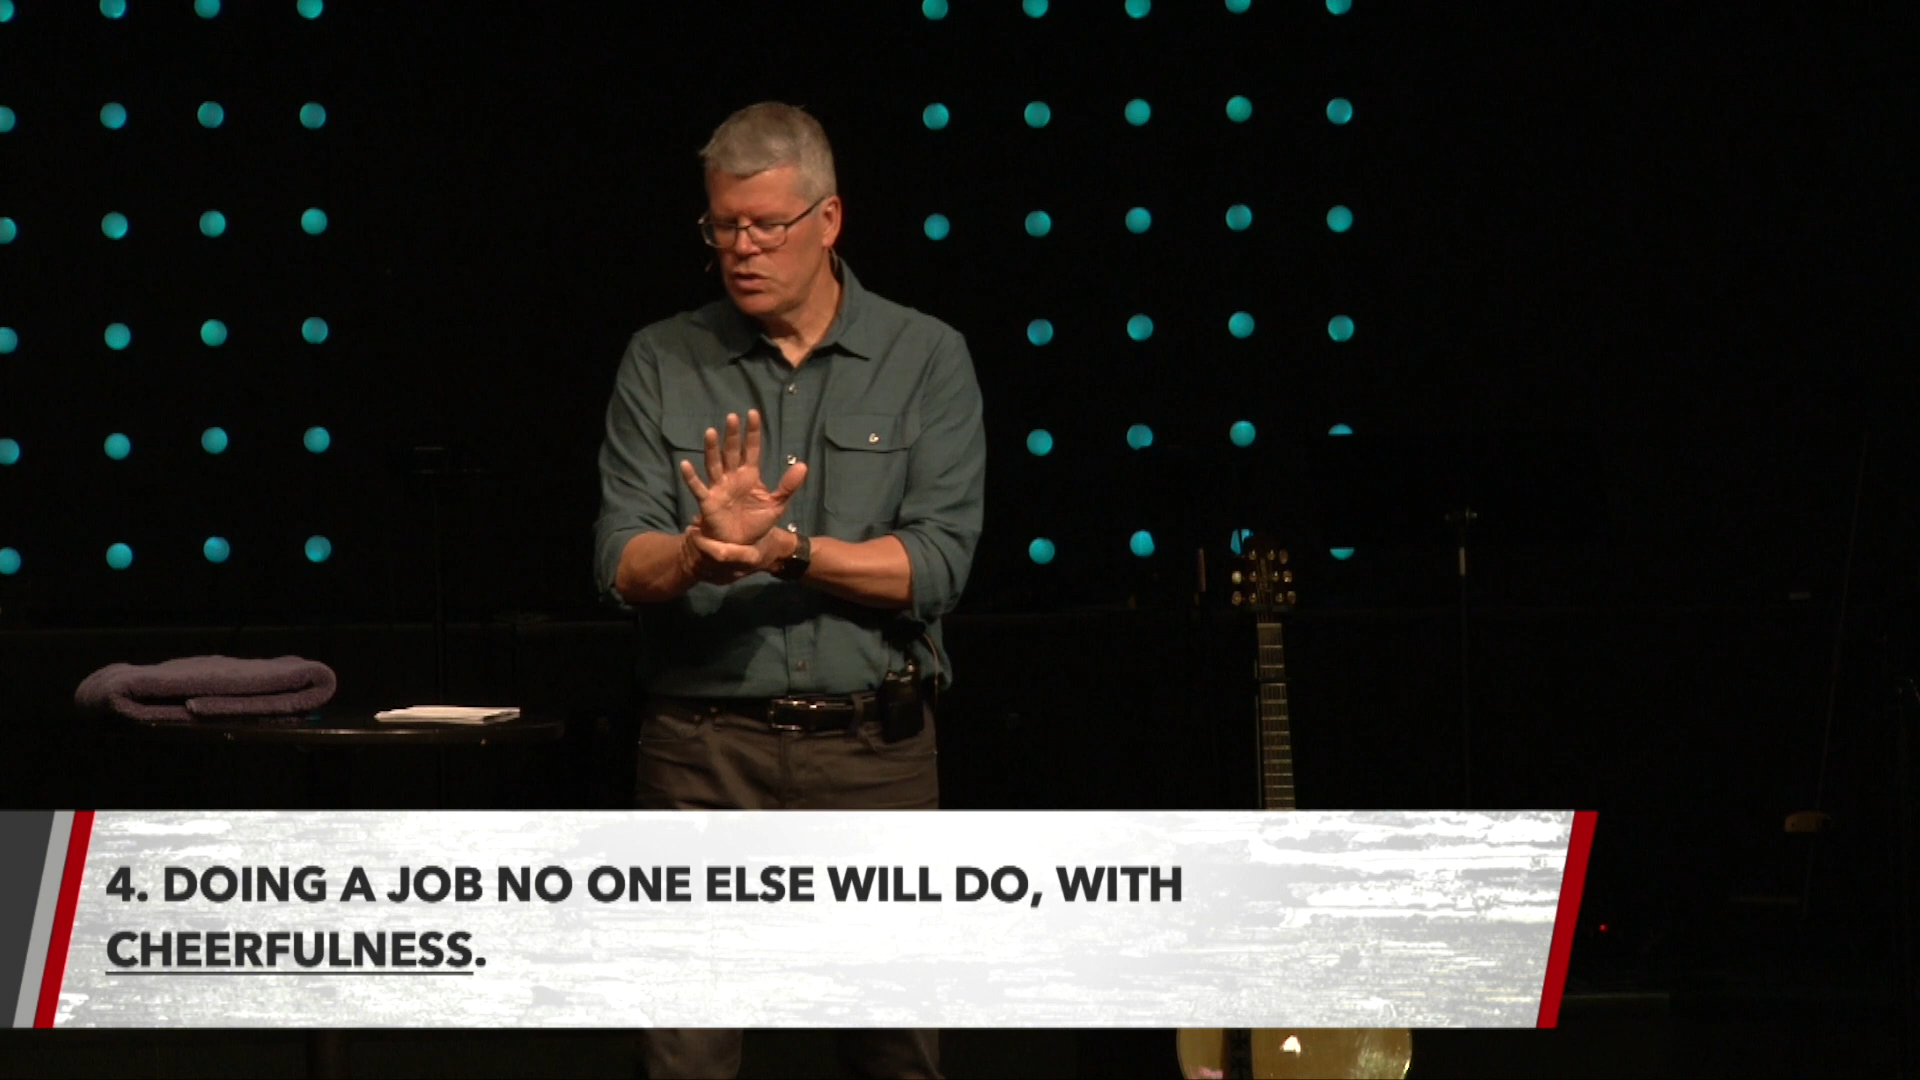 4. DOING A JOB NO ONE ELSE WILL DO, WITH
CHEERFULNESS.